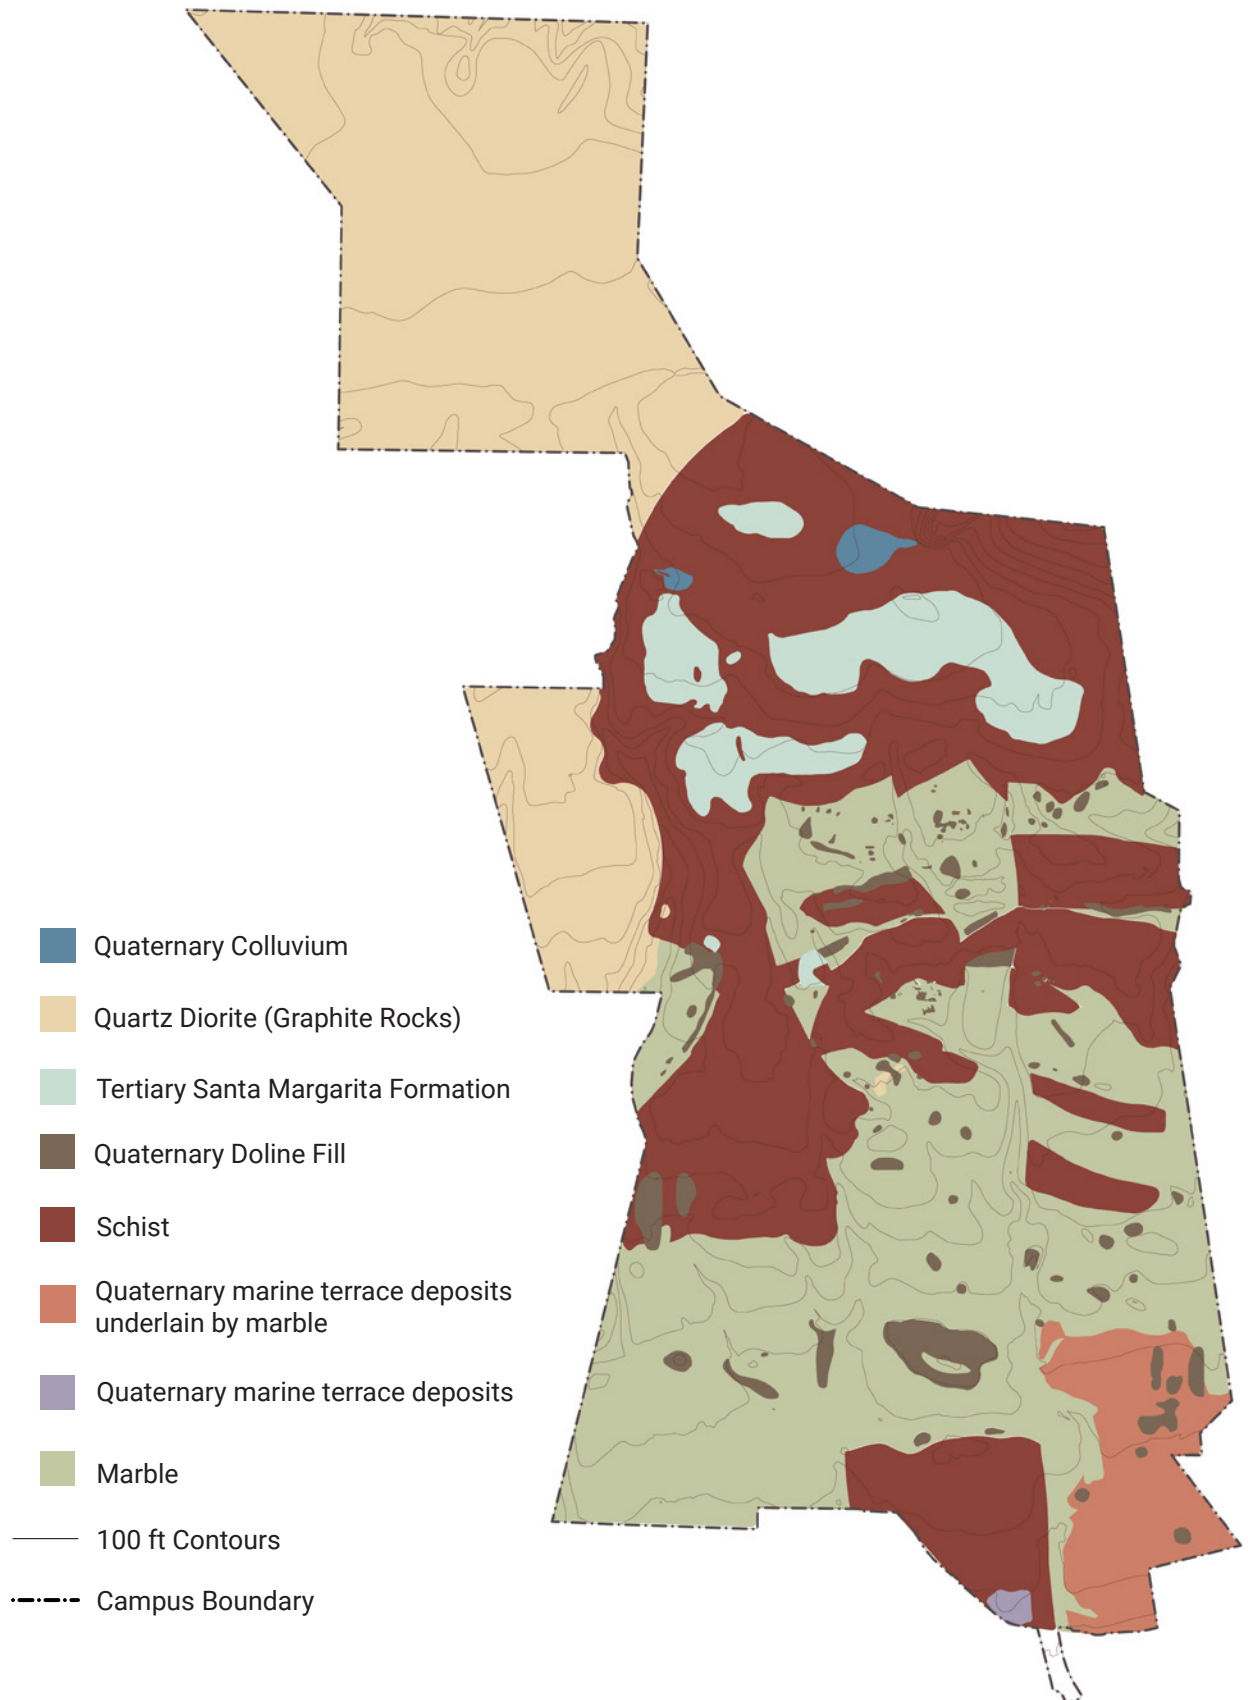 Quaternary Colluvium
Quartz Diorite (Graphite Rocks)
Tertiary Santa Margarita Formation
Quaternary Doline Fill
Schist
Quaternary marine terrace deposits
underlain by marble
Quaternary marine terrace deposits
Marble
100 ft Contours
Campus Boundary